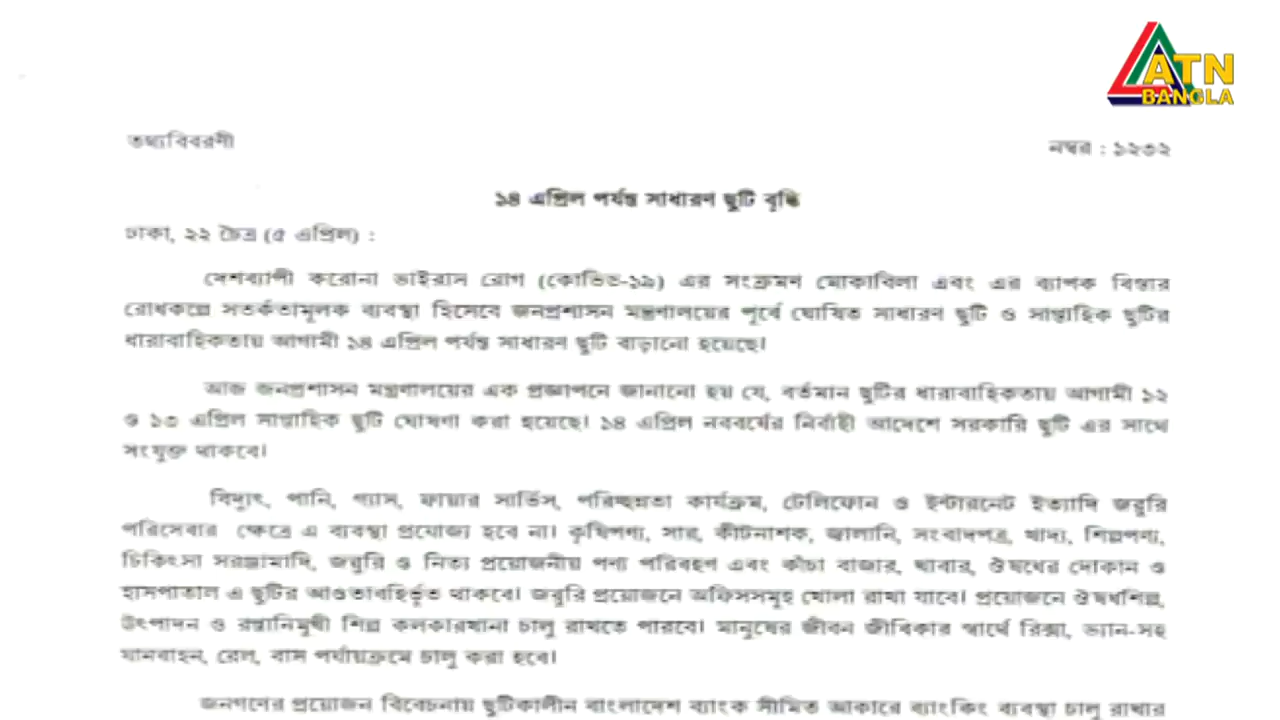 ATN
BANGLA
তথ্যবিবরণী
নম্বর : ১২৩২
১৪ এপ্রিল পর্যন্ত সাধারণ ছুটি বৃদ্ধি
ঢাকা, ২২ চৈত্র (৫ এপ্রিল) :
দেশব্যাপী করোনা ভাইরাস রোগ (কোভিড-১৯) এর সংক্রমণ মোকাবিলা এবং এর ব্যাপক বিস্তার
রোধকল্পে সতর্কতামূলক ব্যবস্থা হিসেবে জনপ্রশাসন মন্ত্রণালয়ের পূর্বে ঘোষিত সাধারণ ছুটি ও সাপ্তাহিক ছুটির
ধারাবাহিকতায় আগামী ১৪ এপ্রিল পর্যন্ত সাধারণ ছুটি বাড়ানো হয়েছে।
আজ জনপ্রশাসন মন্ত্রণালয়ের এক প্রজ্ঞাপনে জানানো হয় যে, বর্তমান ছুটির ধারাবাহিকতায় আগামী ১২
ও ১৩ এপ্রিল সাপ্তাহিক ছুটি ঘোষণা করা হয়েছে। ১৪ এপ্রিল নববর্ষের নির্বাহী আদেশে সরকারি ছুটি এর সাথে
সংযুক্ত থাকবে।
বিদ্যুৎ, পানি, গ্যাস, ফায়ার সার্ভিস, পরিচ্ছন্নতা কার্যক্রম, টেলিফোন ও ইন্টারনেট ইত্যাদি জরুরি
পরিসেবার ক্ষেত্রে এ ব্যবস্থা প্রযোজ্য হবে না। কৃষিপণ্য, সার, কীটনাশক, জ্বালানি, সংবাদপত্র, খাদ্য, শিল্পপণ্য,
চিকিৎসা সরঞ্জামাদি, জরুরি ও নিত্য প্রয়োজনীয় পণ্য পরিবহণ এবং কাঁচা বাজার, খাবার, ঔষধের দোকান ও
হাসপাতাল এ ছুটির আওতাবহির্ভূত থাকবে। জরুরি প্রয়োজনে অফিসসমূহ খোলা রাখা যাবে। প্রয়োজনে ঔষধশিল্প,
উৎপাদন ও রপ্তানিমুখী শিল্প কলকারখানা চালু রাখতে পারবে। মানুষের জীবন জীবিকার স্বার্থে রিক্সা, ভ্যান-সহ
যানবাহন, রেল, বাস পর্যায়ক্রমে চালু করা হবে।
জনগণের প্রয়োজন বিবেচনায় ছুটিকালীন বাংলাদেশ ব্যাংক সীমিত আকারে ব্যাংকিং ব্যবস্থা চালু রাখার